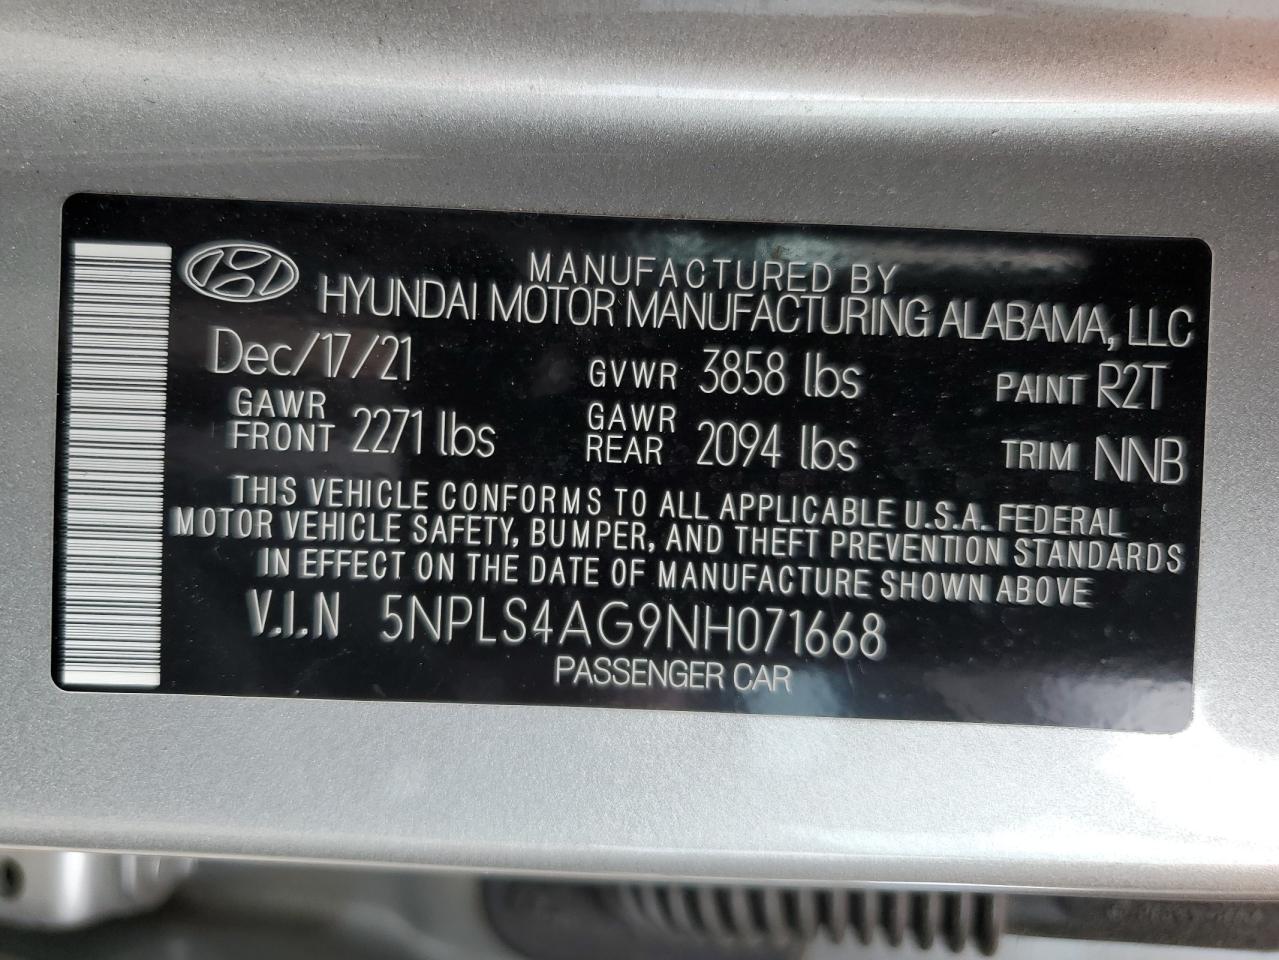 MANUFACTURED BY
HYUNDAI MOTOR MANUFACTURING ALABAMA, LLC
Dec/17/21 GVWR 3858 lbs PAINT R2T
GAWR FRONT 2271 lbs GAWR REAR 2094 lbs TRIM NNB
THIS VEHICLE CONFORMS TO ALL APPLICABLE U.S.A. FEDERAL
MOTOR VEHICLE SAFETY, BUMPER, AND THEFT PREVENTION STANDARDS
IN EFFECT ON THE DATE OF MANUFACTURE SHOWN ABOVE
V.I.N 5NPLS4AG9NH071668
PASSENGER CAR